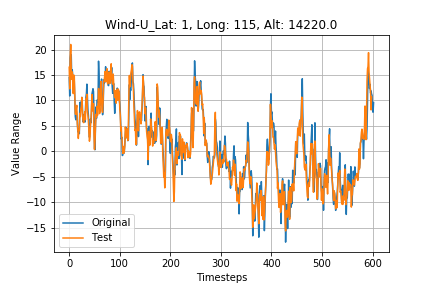 Wind-U_Lat: 1, Long: 115, Alt: 14220.0
Value Range
20
15
10
5
0
−5
−10
−15
Original
Test
0 100 200 300 400 500 600
Timesteps